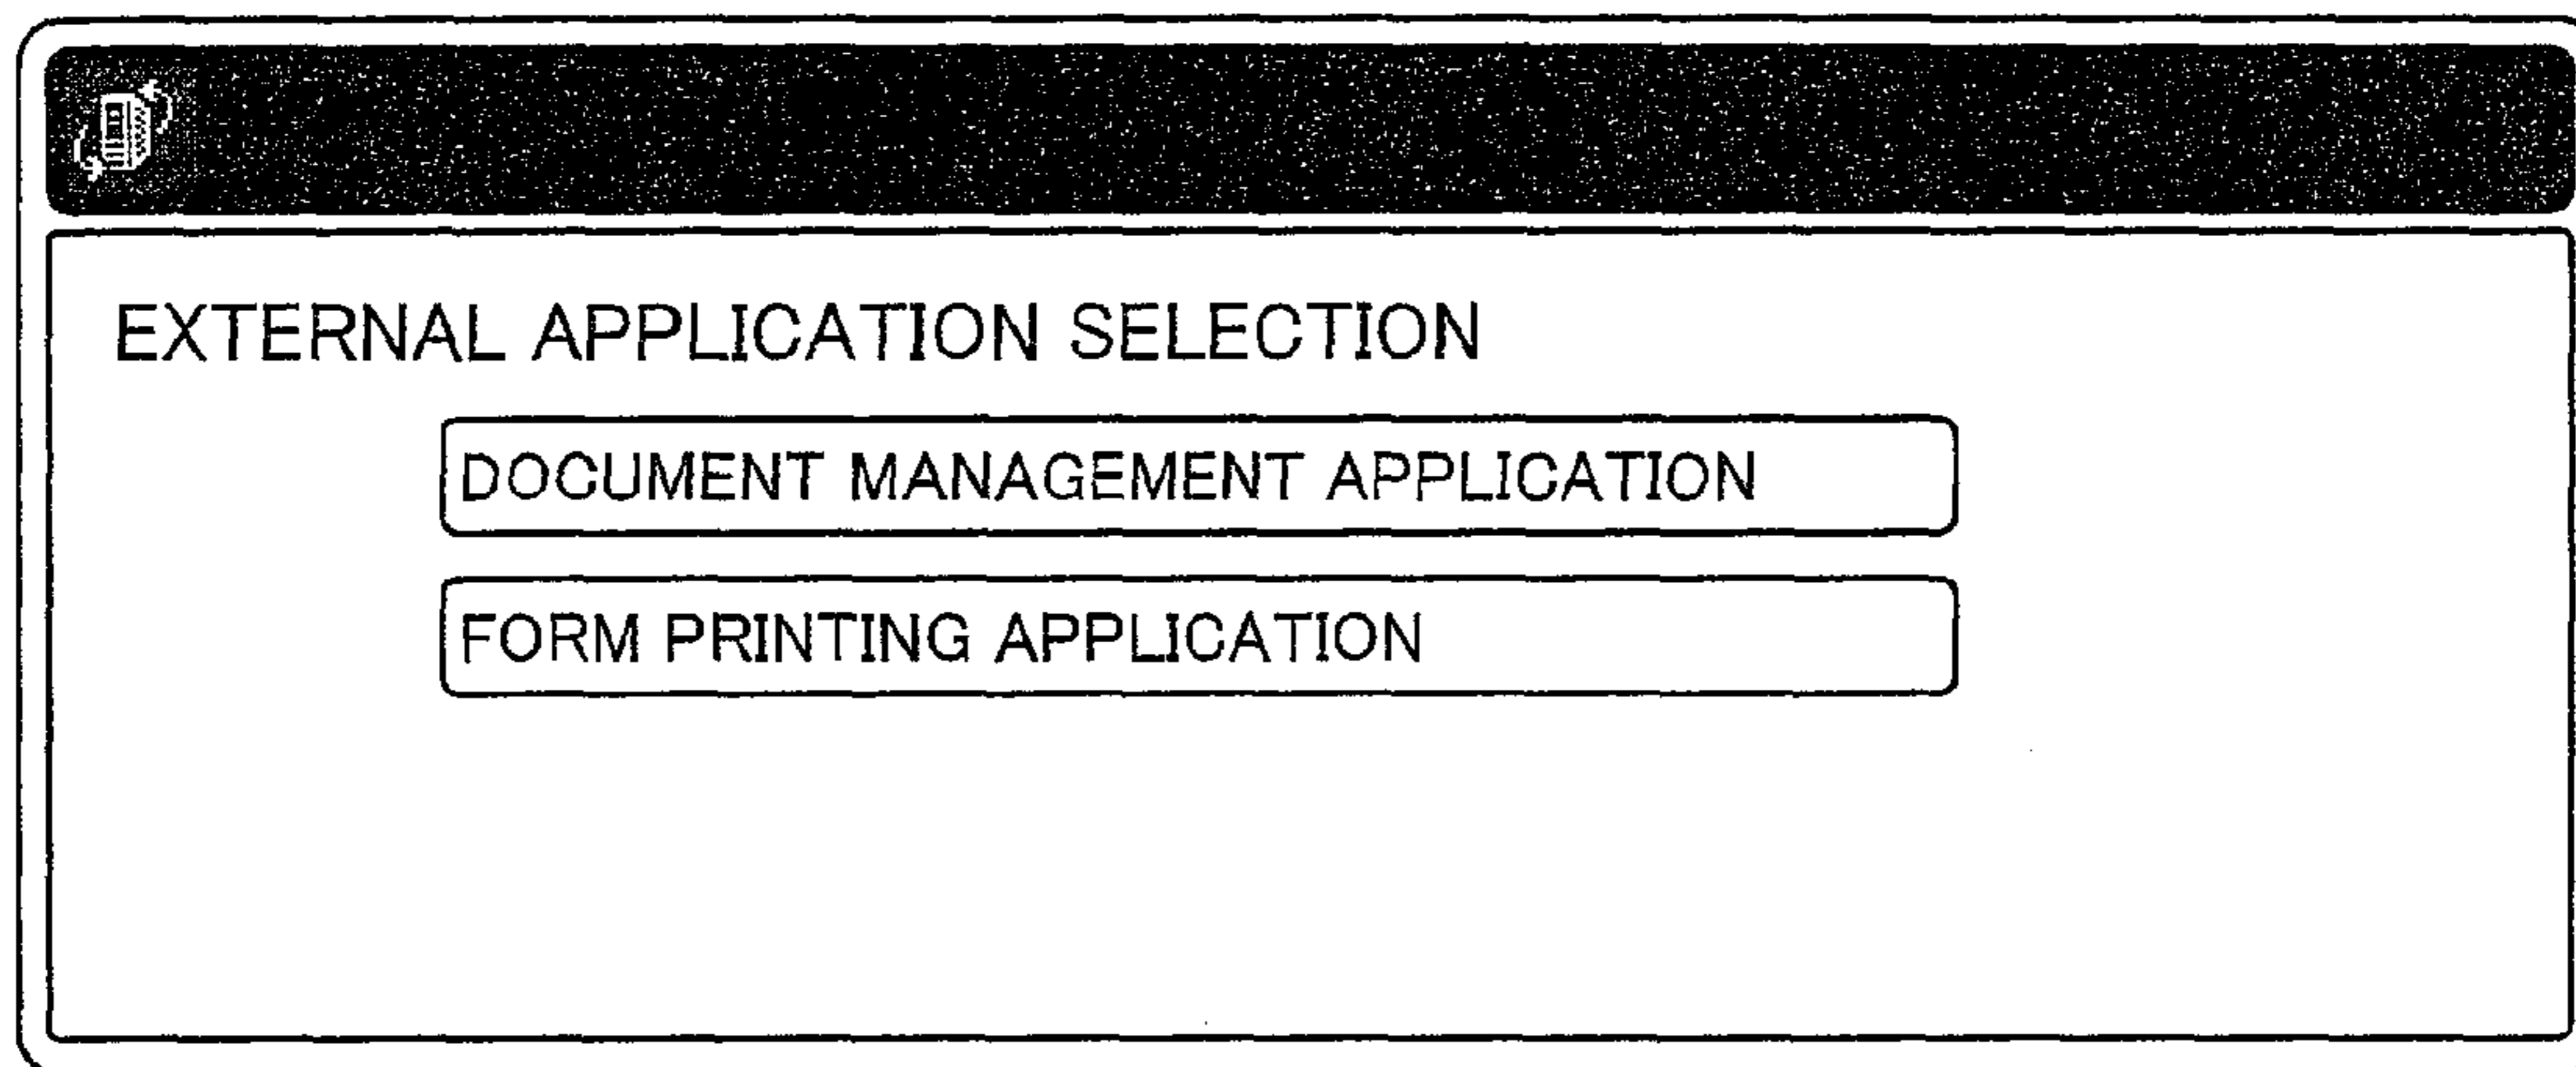 EXTERNAL APPLICATION SELECTION
DOCUMENT MANAGEMENT APPLICATION
FORM PRINTING APPLICATION